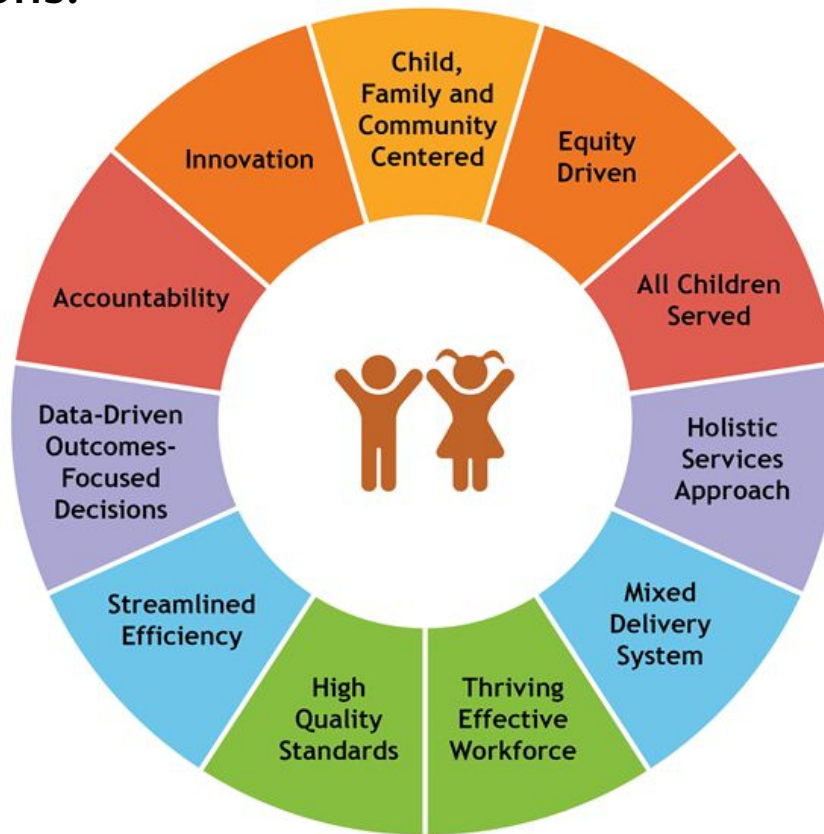 Child,
Family and
Community
Centered
Equity
Driven
All Children
Served
Holistic
Services
Approach
Mixed
Delivery
System
Thriving
Effective
Workforce
High
Quality
Standards
Streamlined
Efficiency
Data-Driven
Outcomes-
Focused
Decisions
Accountability
Innovation